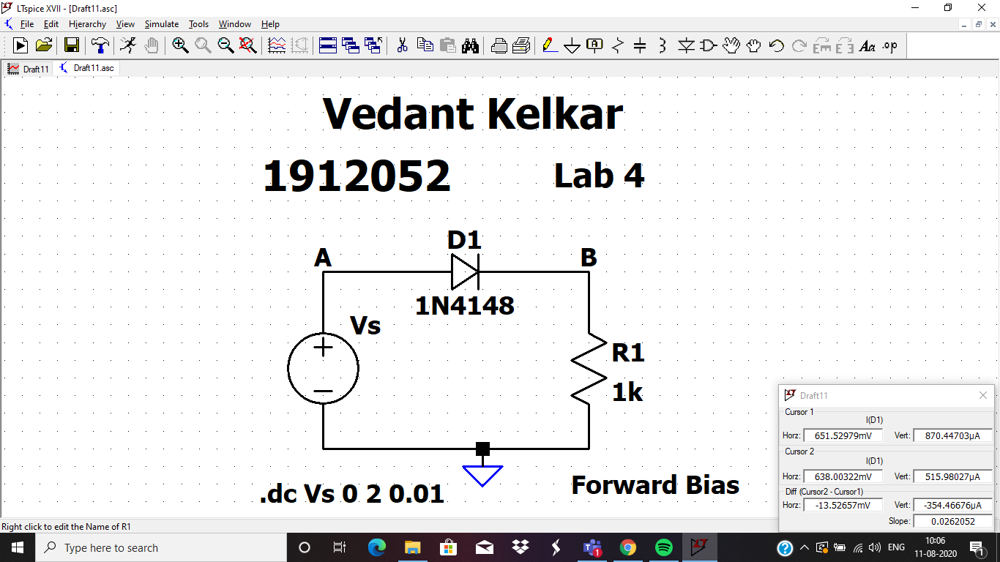 LTspice XVII - [Draft11.asc]
File Edit Hierarchy View Simulate Tools Window Help
Draft11 Draft11.asc
Vedant Kelkar
1912052 Lab 4
D1
A B
1N4148
Vs
R1
1k
.dc Vs 0 2 0.01
Forward Bias
Draft11
Cursor 1
I(D1)
Horz: 651.52979mV Vert: 870.44703µA
Cursor 2
I(D1)
Horz: 638.00322mV Vert: 515.98027µA
Diff (Cursor2 - Cursor1)
Horz: -13.52657mV Vert: -354.46676µA
Slope: 0.0262052
Right click to edit the Name of R1
Type here to search
ENG
10:06
11-08-2020